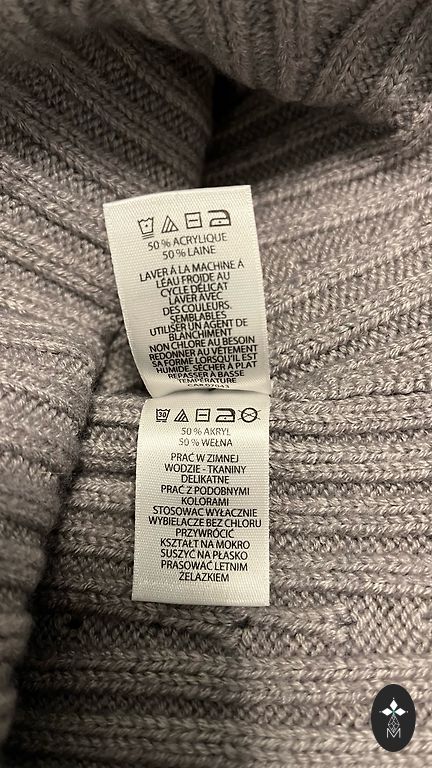 50 % ACRYLIQUE
50 % LAINE
LAVER Á LA MACHINE Á
LÉAU FROIDE AU
CYCLE DÉLICAT
LAVER AVEC
DES COULEURS.
SEMBLABLES
UTILISER UN AGENT DE
BLANCHIMENT
NON CHLORE AU BESOIN
REDONNER AU VÊTEMENT
SA FORME LORSQU'IL EST
HUMIDE. SÉCHER Á PLAT
REPASSER Á BASSE
TEMPÉRATURE
30
50 % AKRYL
50 % WEŁNA
PRAĆ W ZIMNEJ
WODZIE - TKANINY
DELIKATNE
PRAĆ Z PODOBNYMI
KOLORAMI
STOSOWAĆ WYŁACZNIE
WYBIELACZE BEZ CHLORU
PRZYWRÓCIĆ
KSZTAŁT NA MOKRO
SUSZYĆ NA PŁASKO
PRASOWAĆ LETNIM
ŻELAZKIEM
M